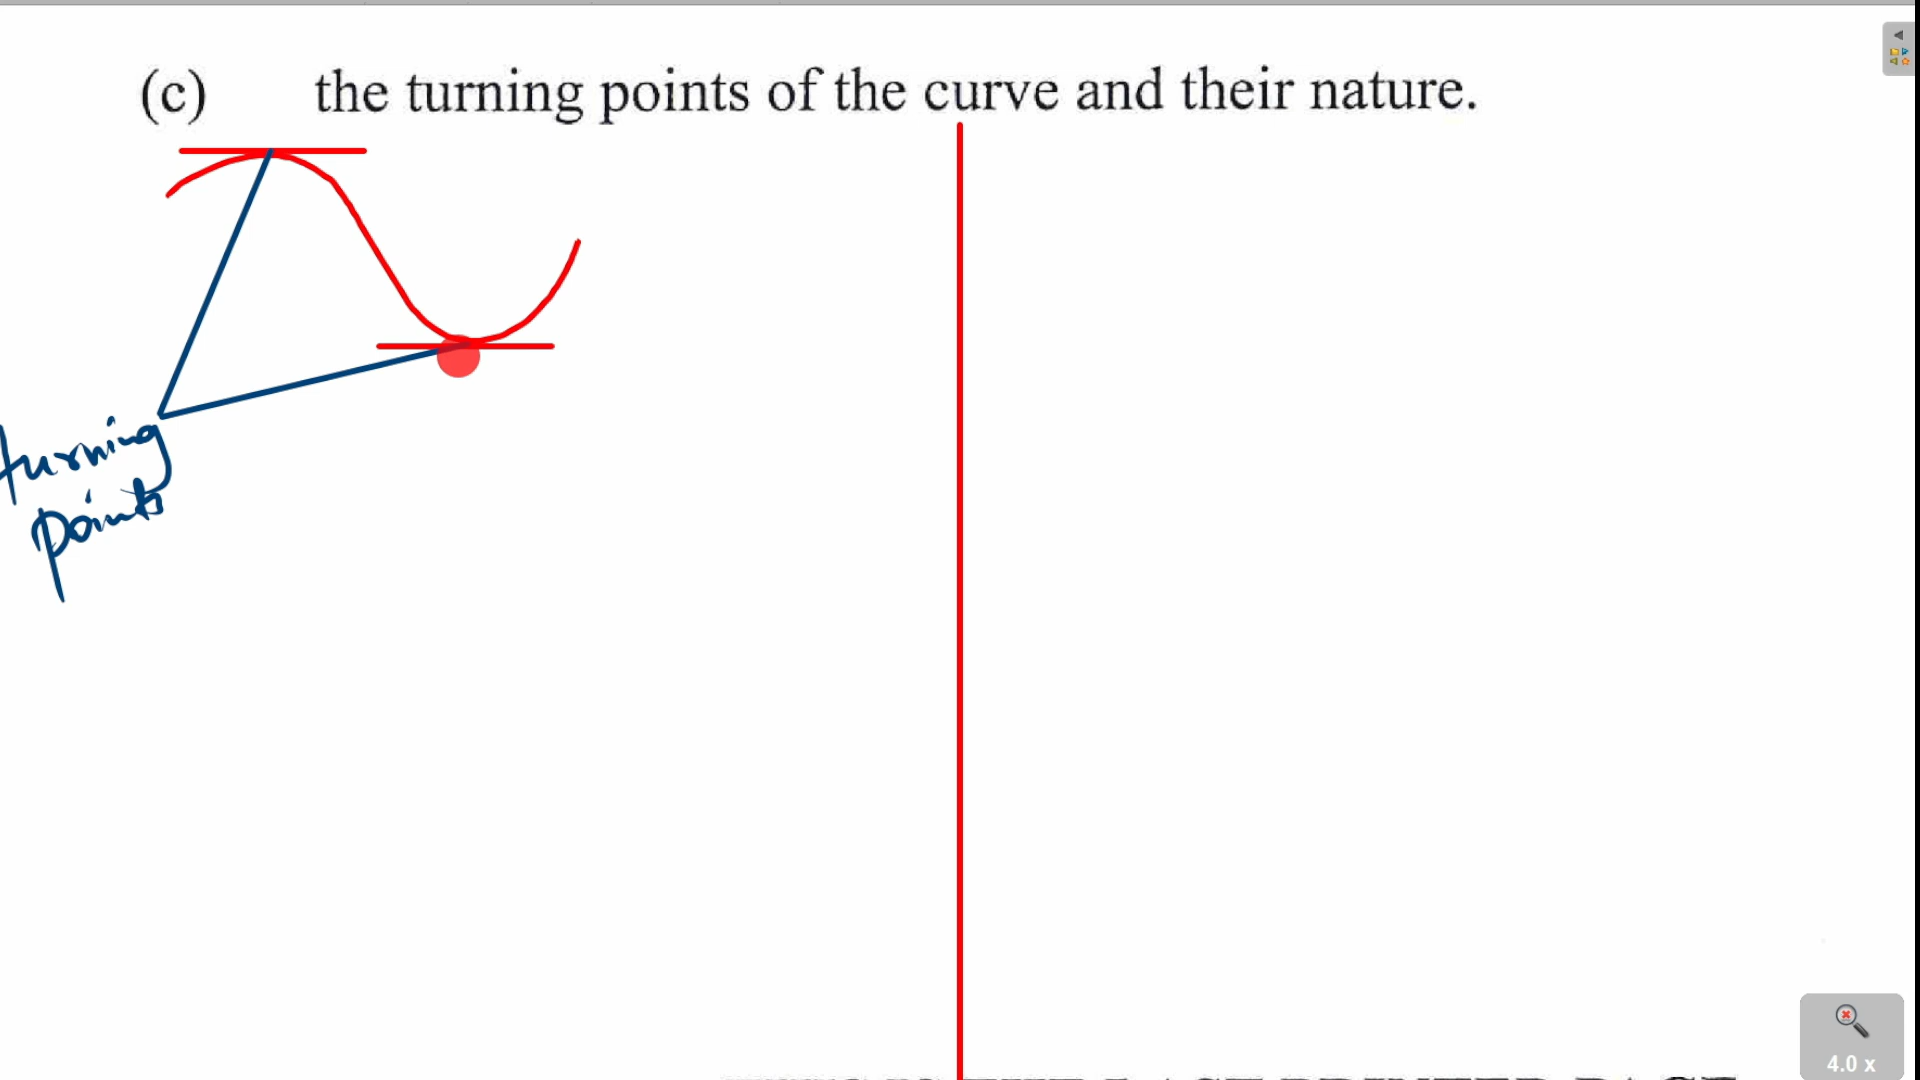 (c) the turning points of the curve and their nature.
turning
points
4.0 x